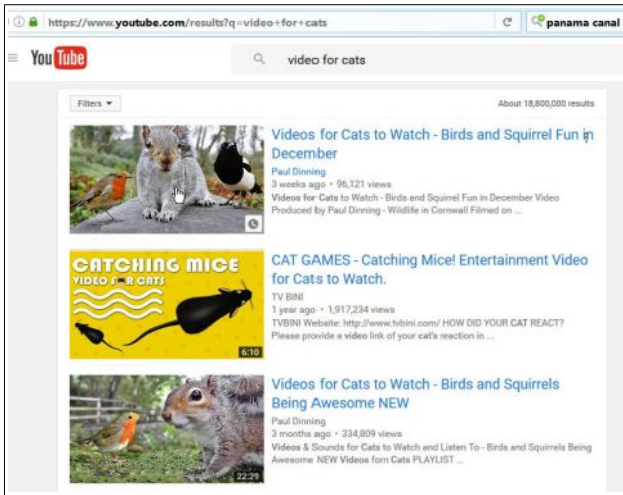 https://www.youtube.com/results?q=video+for+cats
panama canal
YouTube
video for cats
Filters
About 18,800,000 results
Videos for Cats to Watch - Birds and Squirrel Fun in
December
Paul Dinning
3 weeks ago • 96,121 views
Videos for Cats to Watch - Birds and Squirrel Fun in December Video
Produced by Paul Dinning - Wildlife in Cornwall Filmed on ...
CATCHING MICE
VIDEO FOR CATS
6:10
CAT GAMES - Catching Mice! Entertainment Video
for Cats to Watch.
TV BINI
1 year ago • 1,917,234 views
TVBINI Website: http://www.tvbini.com/ HOW DID YOUR CAT REACT?
Please provide a video link of your cat's reaction in ...
22:29
Videos for Cats to Watch - Birds and Squirrels
Being Awesome NEW
Paul Dinning
3 months ago • 334,809 views
Videos & Sounds for Cats to Watch and Listen To - Birds and Squirrels Being
Awesome NEW Videos forn Cats PLAYLIST ...